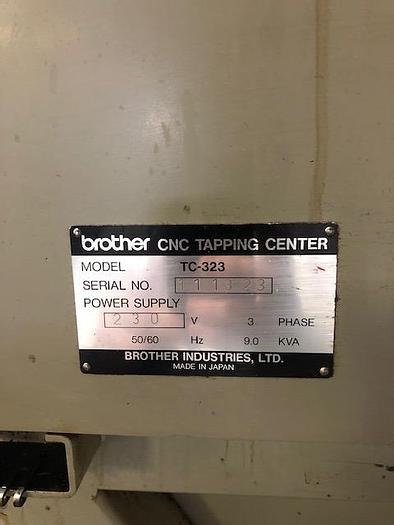 brother CNC TAPPING CENTER
MODEL TC-323
SERIAL NO. 111323
POWER SUPPLY
230 V 3 PHASE
50/60 Hz 9.0 KVA
BROTHER INDUSTRIES, LTD.
MADE IN JAPAN